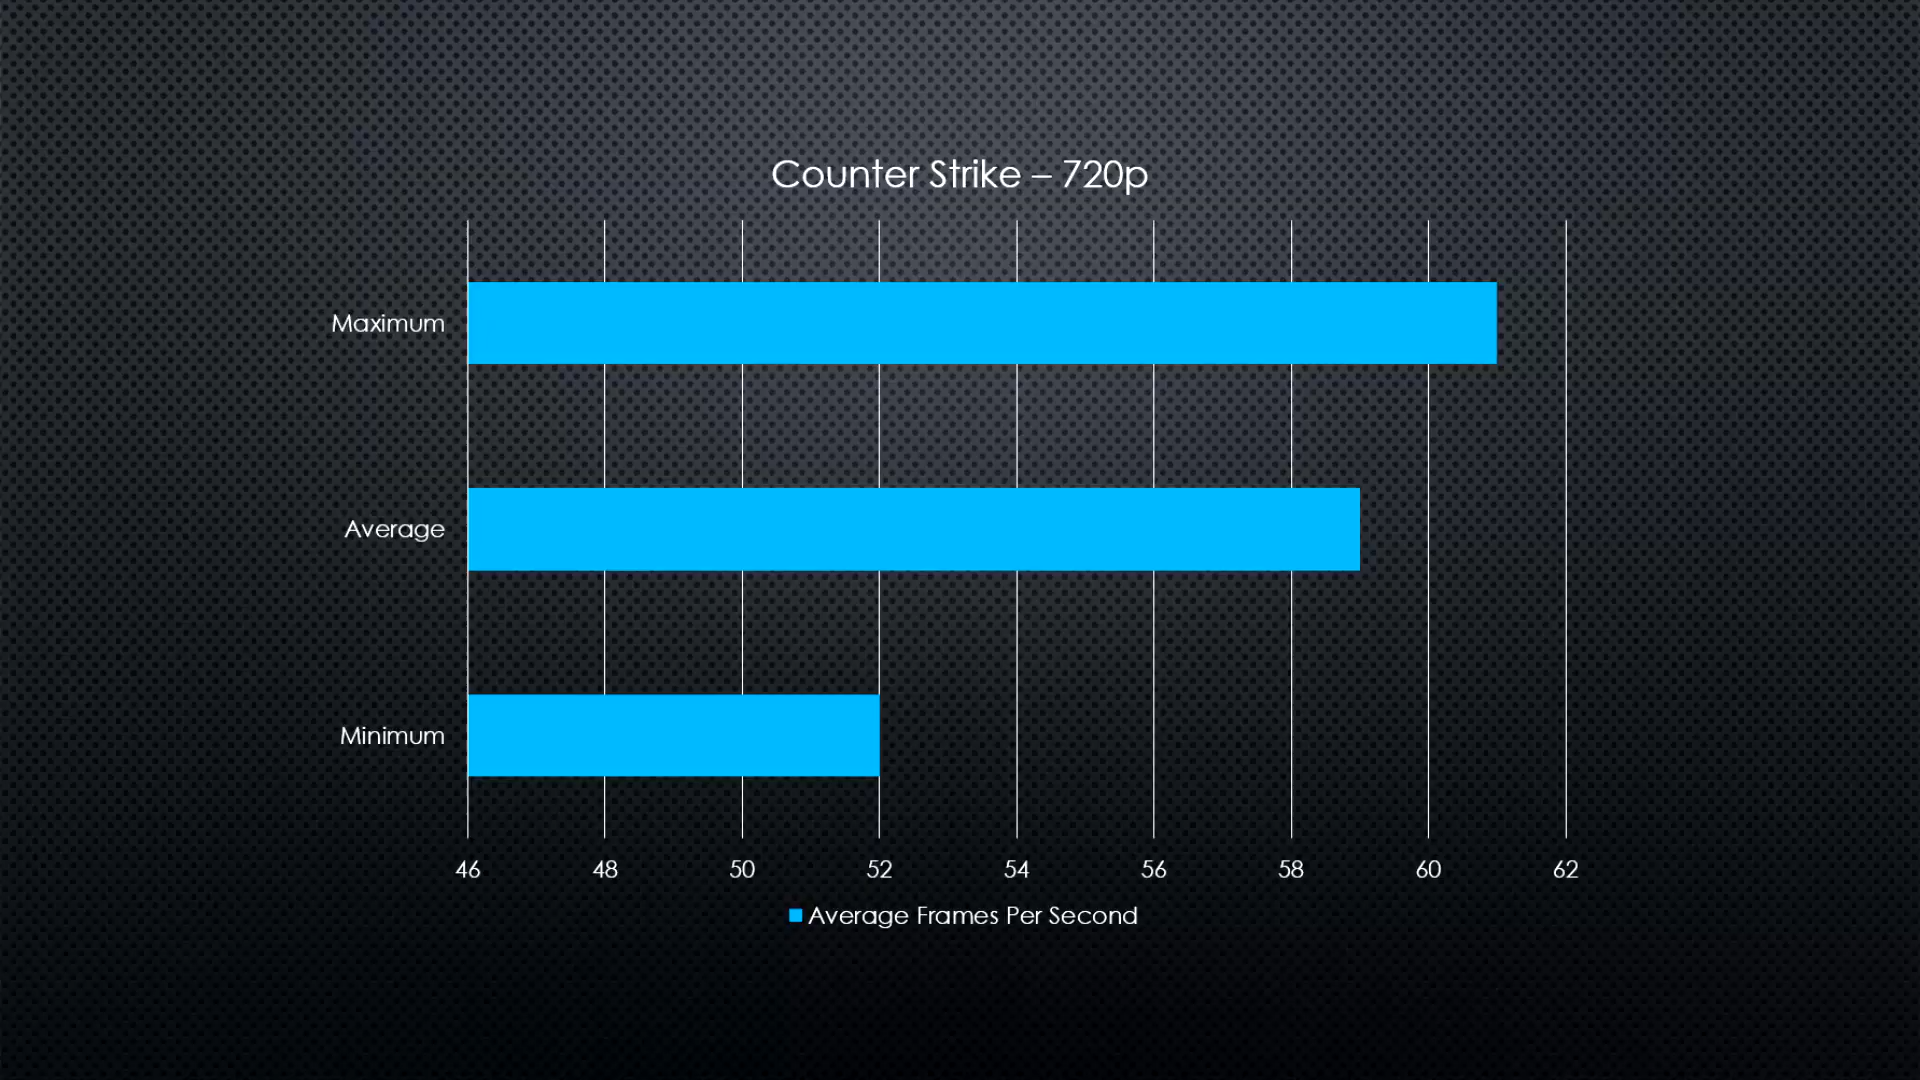 Counter Strike – 720p
Maximum
Average
Minimum
46 48 50 52 54 56 58 60 62
Average Frames Per Second